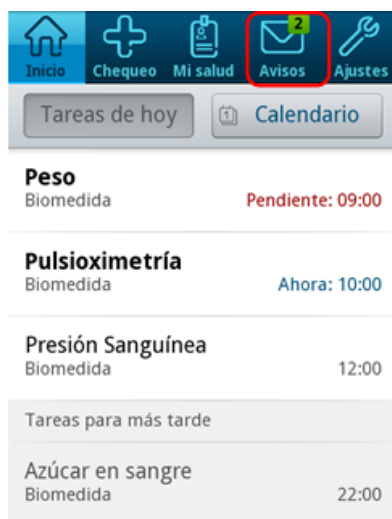 2
Inicio Chequeo Mi salud Avisos Ajustes
Tareas de hoy 1 Calendario
Peso
Biomedida Pendiente: 09:00
Pulsioximetría
Biomedida Ahora: 10:00
Presión Sanguínea
Biomedida 12:00
Tareas para más tarde
Azúcar en sangre
Biomedida 22:00